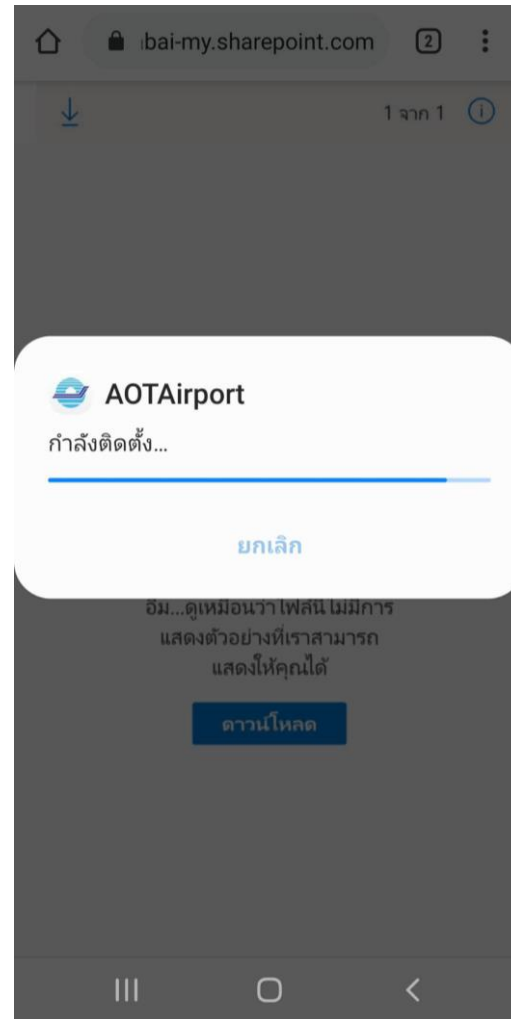 ibai-my.sharepoint.com 2
1 จาก 1
AOTAirport
กำลังติดตั้ง...
ยกเลิก
อืม...ดูเหมือนว่าไฟล์นี้ไม่มีการ
แสดงตัวอย่างที่เราสามารถ
แสดงให้คุณได้
ดาวน์โหลด